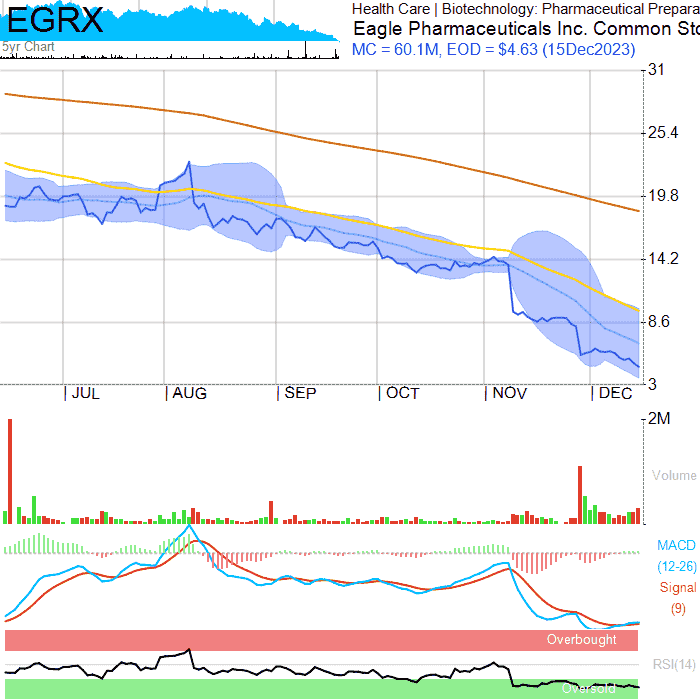 EGRX
5yr Chart
Health Care | Biotechnology: Pharmaceutical Prepara
Eagle Pharmaceuticals Inc. Common Sto
MC = 60.1M, EOD = $4.63 (15Dec2023)
31
25.4
19.8
14.2
8.6
3
| JUL | AUG | SEP | OCT | NOV | DEC
2M
Volume
MACD
(12-26)
Signal
(9)
Overbought
RSI(14)
Oversold